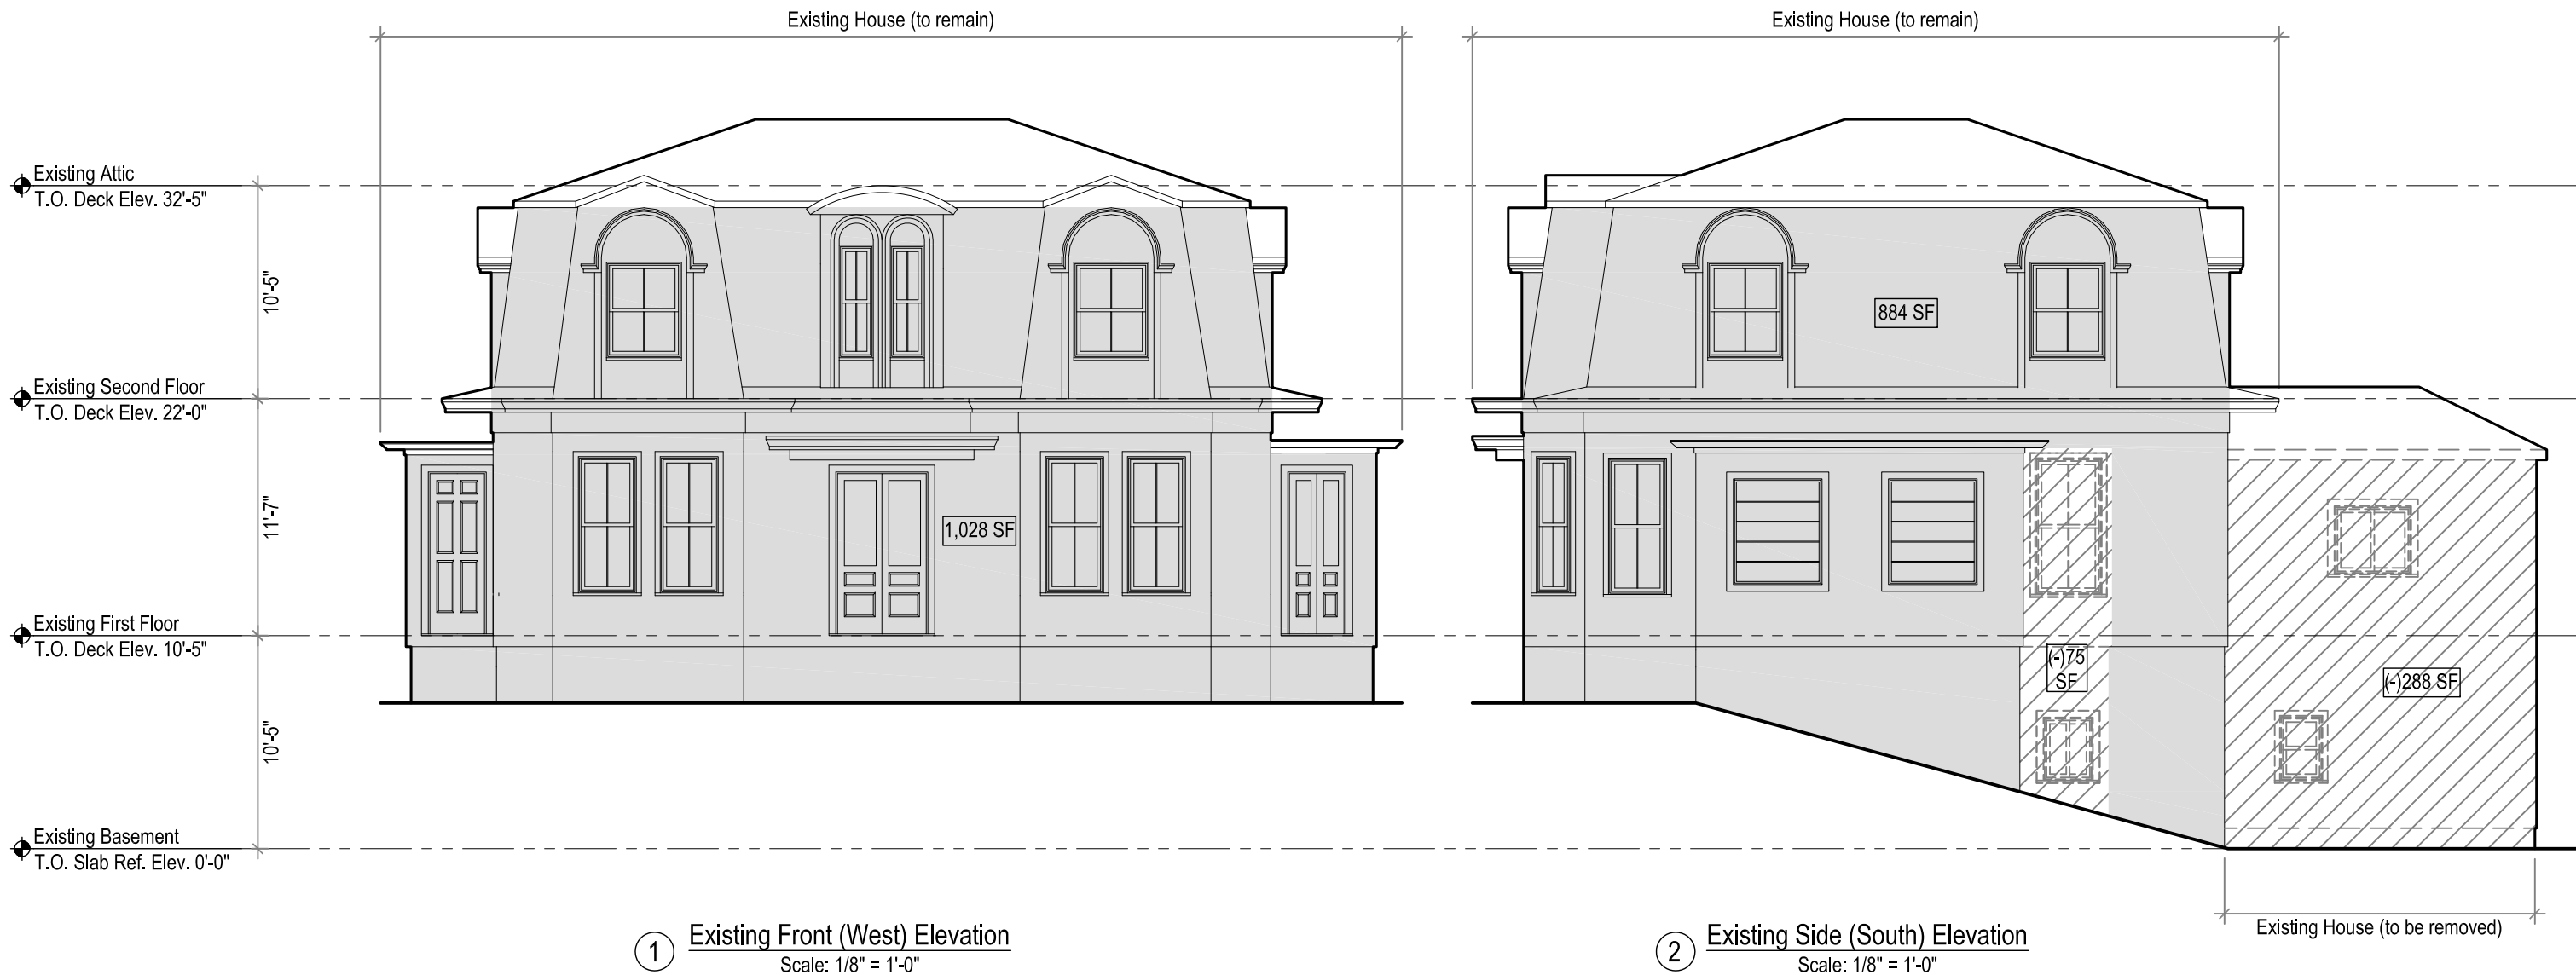 Existing House (to remain)
Existing House (to remain)
Existing Attic
T.O. Deck Elev. 32'-5"
10'-5"
884 SF
Existing Second Floor
T.O. Deck Elev. 22'-0"
11'-7"
1,028 SF
Existing First Floor
T.O. Deck Elev. 10'-5"
(-)75
SF
(-)288 SF
10'-5"
Existing Basement
T.O. Slab Ref. Elev. 0'-0"
Existing House (to be removed)
1
Existing Front (West) Elevation
Scale: 1/8" = 1'-0"
2
Existing Side (South) Elevation
Scale: 1/8" = 1'-0"